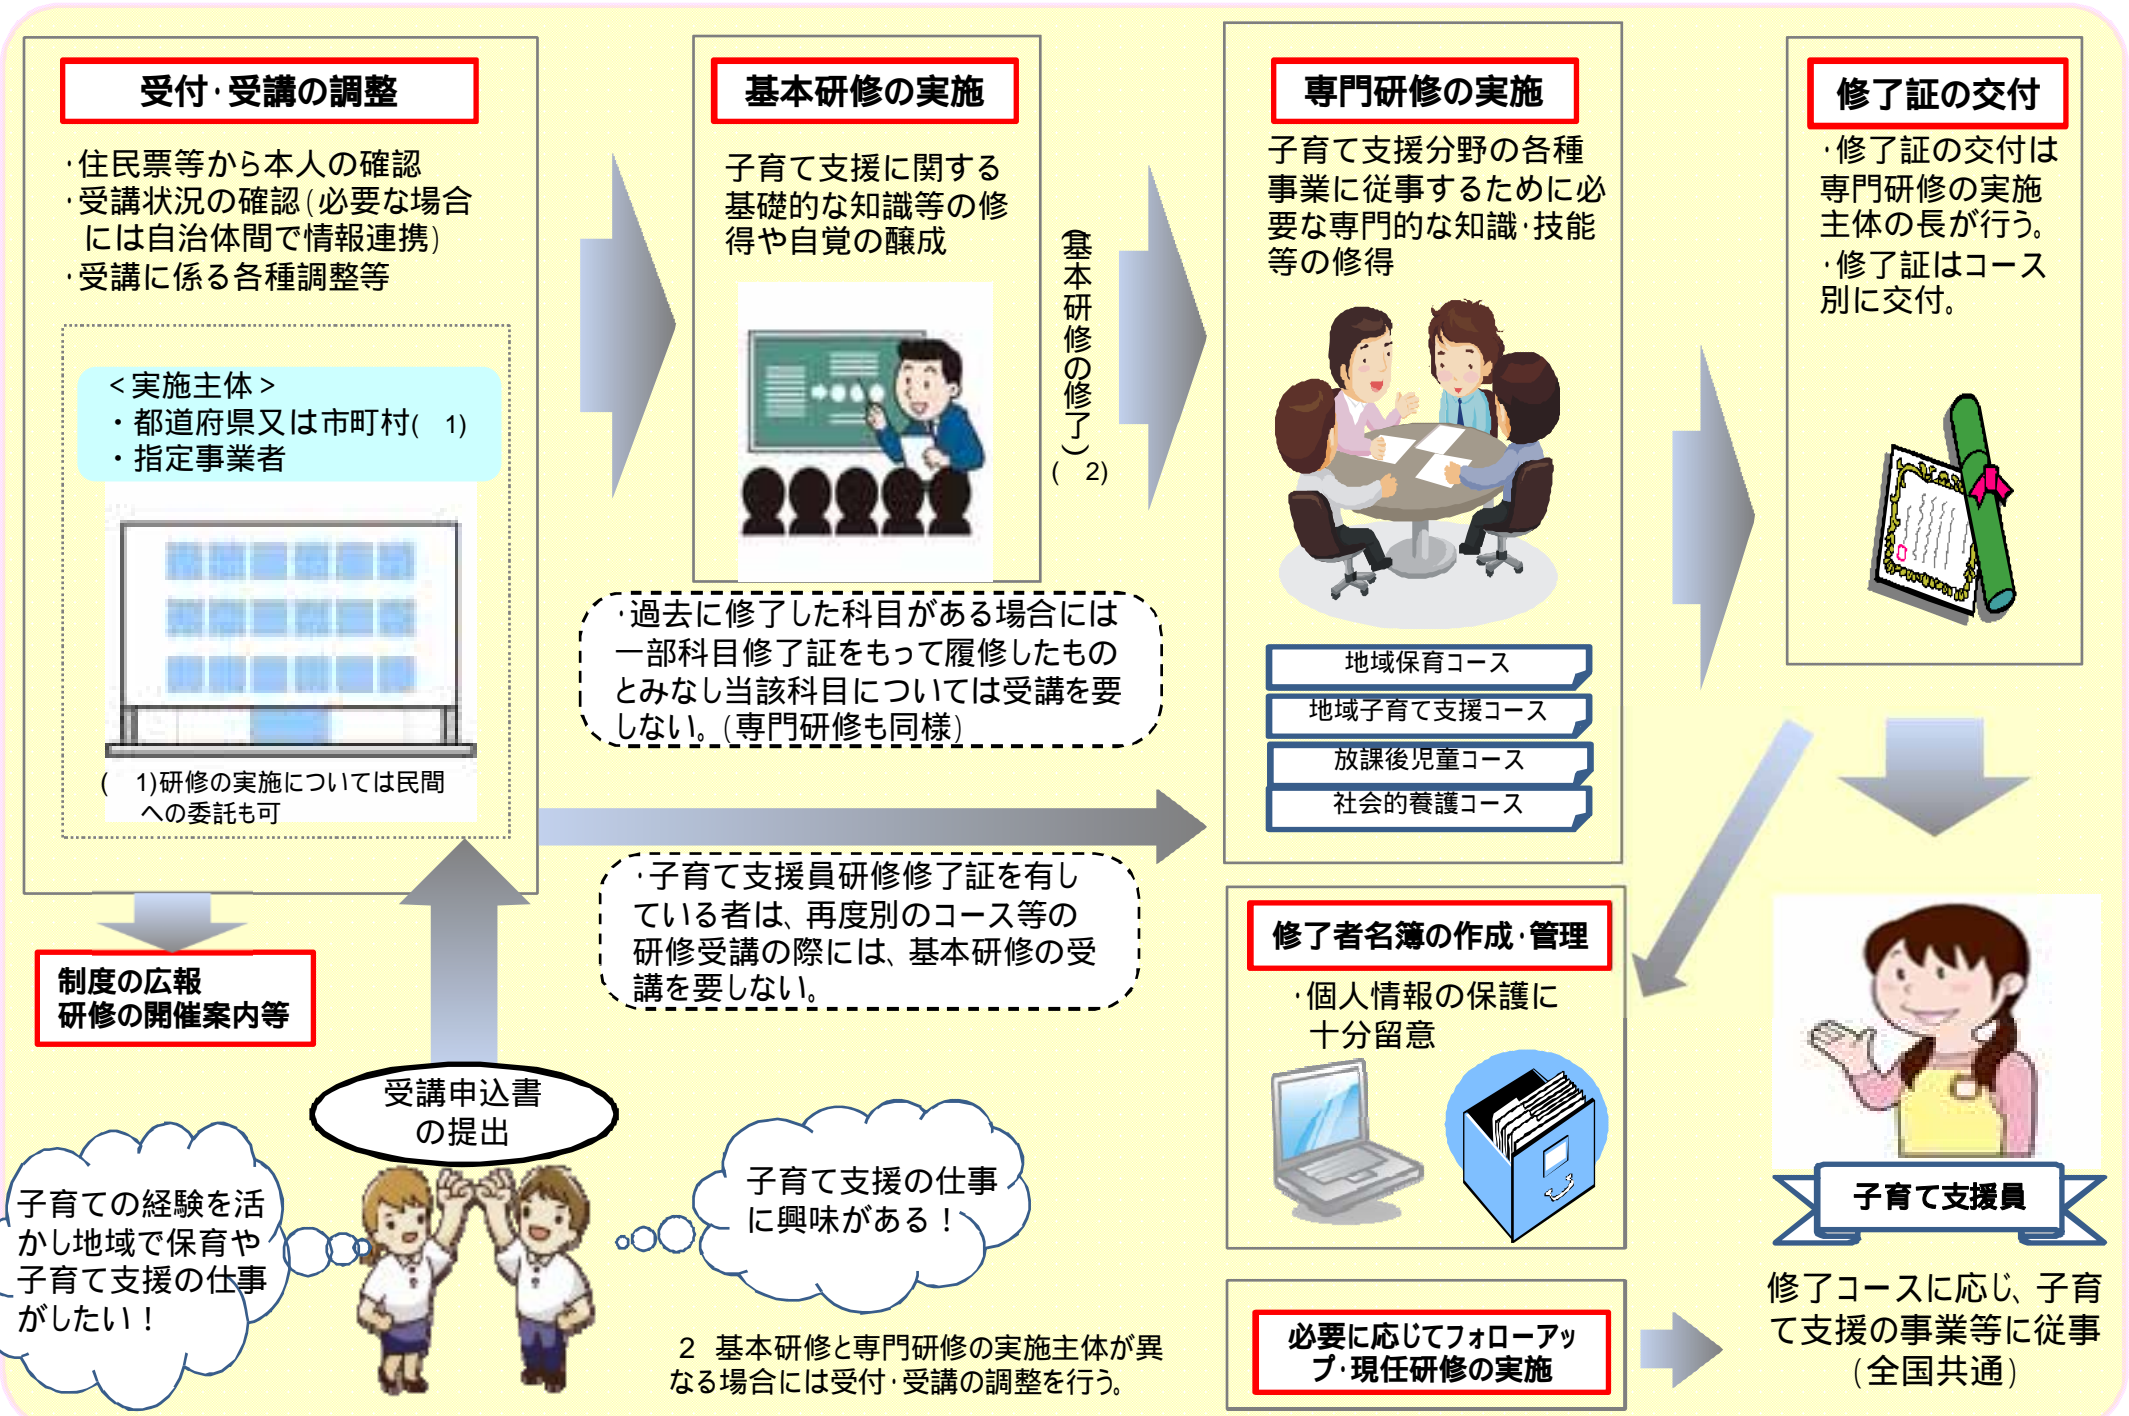 受付・受講の調整
・住民票等から本人の確認
・受講状況の確認(必要な場合
には自治体間で情報連携)
・受講に係る各種調整等
<実施主体>
・都道府県又は市町村( 1)
・指定事業者
( 1)研修の実施については民間
への委託も可
制度の広報
研修の開催案内等
基本研修の実施
子育て支援に関する
基礎的な知識等の修
得や自覚の醸成
(基本研修の修了)
( 2)
・過去に修了した科目がある場合には
一部科目修了証をもって履修したもの
とみなし当該科目については受講を要
しない。(専門研修も同様)
・子育て支援員研修修了証を有し
ている者は、再度別のコース等の
研修受講の際には、基本研修の受
講を要しない。
専門研修の実施
子育て支援分野の各種
事業に従事するために必
要な専門的な知識・技能
等の修得
地域保育コース
地域子育て支援コース
放課後児童コース
社会的養護コース
修了証の交付
・修了証の交付は
専門研修の実施
主体の長が行う。
・修了証はコース
別に交付。
修了者名簿の作成・管理
・個人情報の保護に
十分留意
受講申込書
の提出
子育ての経験を活
かし地域で保育や
子育て支援の仕事
がしたい！
子育て支援の仕事
に興味がある！
2 基本研修と専門研修の実施主体が異
なる場合には受付・受講の調整を行う。
必要に応じてフォローアッ
プ・現任研修の実施
子育て支援員
修了コースに応じ、子育
て支援の事業等に従事
(全国共通)